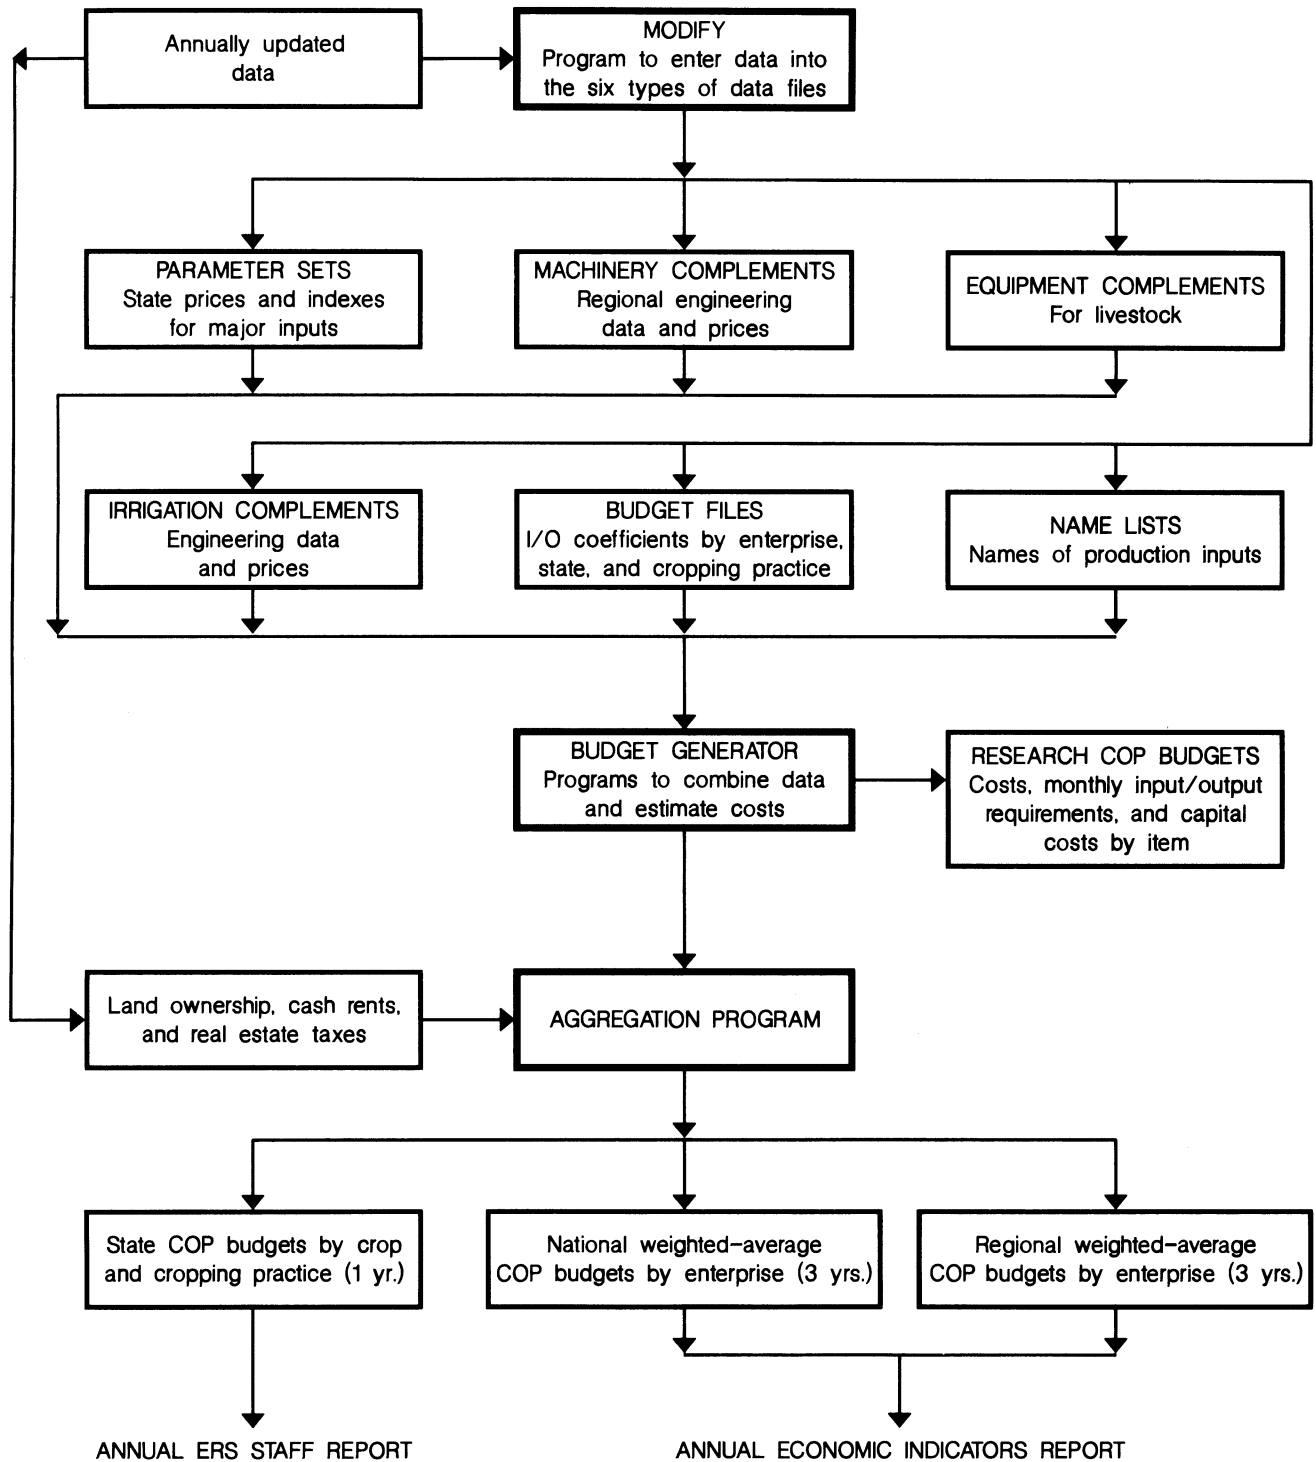 Annually updated
data
MODIFY
Program to enter data into
the six types of data files
PARAMETER SETS
State prices and indexes
for major inputs
MACHINERY COMPLEMENTS
Regional engineering
data and prices
EQUIPMENT COMPLEMENTS
For livestock
IRRIGATION COMPLEMENTS
Engineering data
and prices
BUDGET FILES
I/O coefficients by enterprise,
state, and cropping practice
NAME LISTS
Names of production inputs
BUDGET GENERATOR
Programs to combine data
and estimate costs
RESEARCH COP BUDGETS
Costs, monthly input/output
requirements, and capital
costs by item
Land ownership, cash rents,
and real estate taxes
AGGREGATION PROGRAM
State COP budgets by crop
and cropping practice (1 yr.)
National weighted-average
COP budgets by enterprise (3 yrs.)
Regional weighted-average
COP budgets by enterprise (3 yrs.)
ANNUAL ERS STAFF REPORT
ANNUAL ECONOMIC INDICATORS REPORT